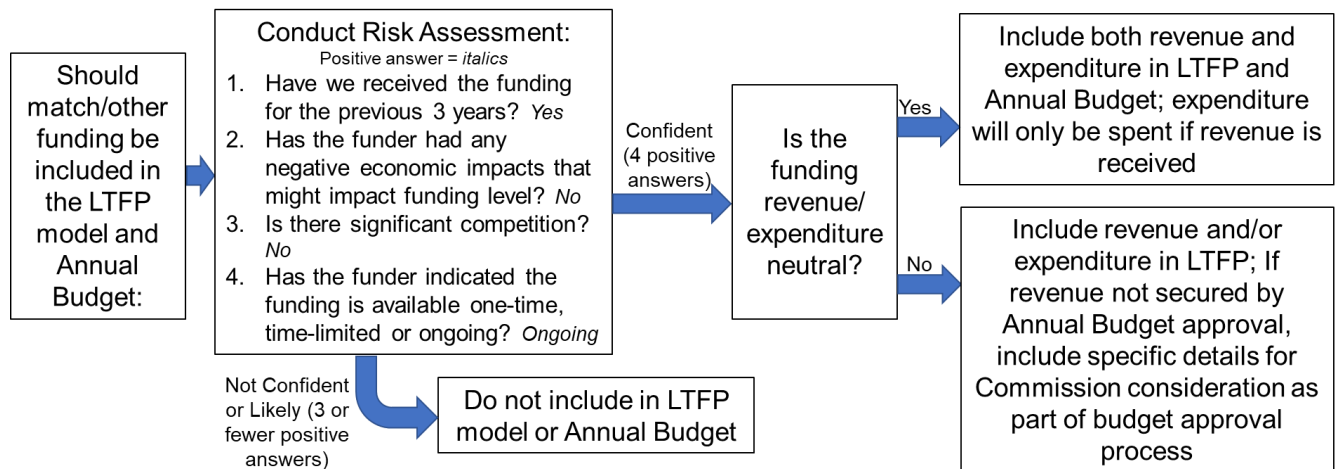 Should
match/other
funding be
included in
the LTFP
model and
Annual
Budget:
Conduct Risk Assessment:
Positive answer = italics
1. Have we received the funding
for the previous 3 years? Yes
2. Has the funder had any
negative economic impacts that
might impact funding level? No
3. Is there significant competition?
No
4. Has the funder indicated the
funding is available one-time,
time-limited or ongoing? Ongoing
Confident
(4 positive
answers)
Is the
funding
revenue/
expenditure
neutral?
Yes
Include both revenue and
expenditure in LTFP and
Annual Budget; expenditure
will only be spent if revenue is
received
No
Include revenue and/or
expenditure in LTFP; If
revenue not secured by
Annual Budget approval,
include specific details for
Commission consideration as
part of budget approval
process
Not Confident
or Likely (3 or
fewer positive
answers)
Do not include in LTFP
model or Annual Budget